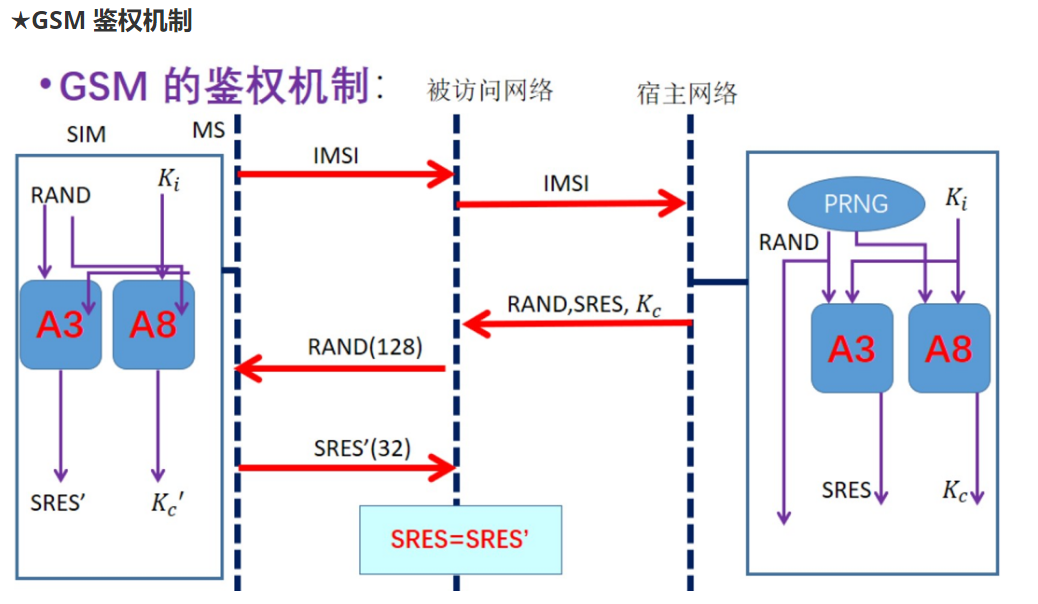 ★GSM 鉴权机制
•GSM 的鉴权机制：
被访问网络
宿主网络
SIM
MS
RAND
K_i
A3
A8
SRES’
K_c′
IMSI
IMSI
RAND,SRES, K_c
RAND(128)
SRES’(32)
SRES=SRES’
PRNG
K_i
RAND
A3
A8
SRES
K_c